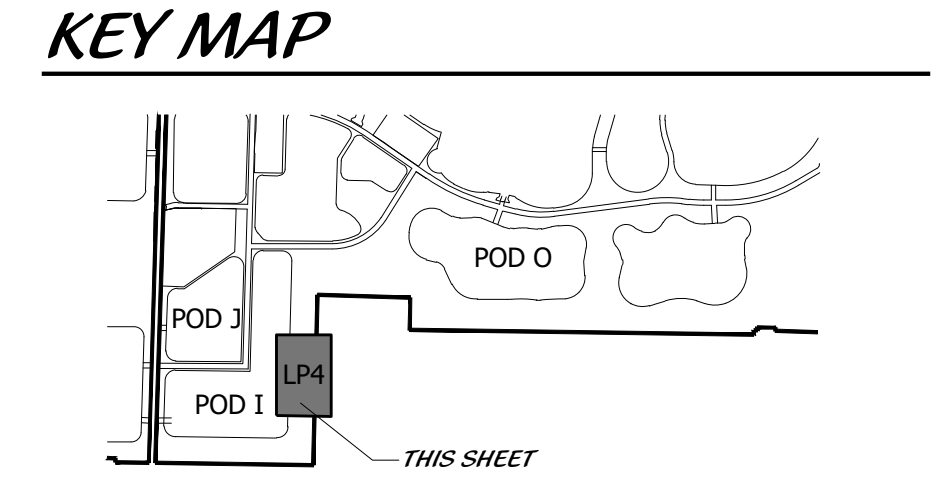 KEY MAP
POD O
POD J
LP4
POD I
THIS SHEET